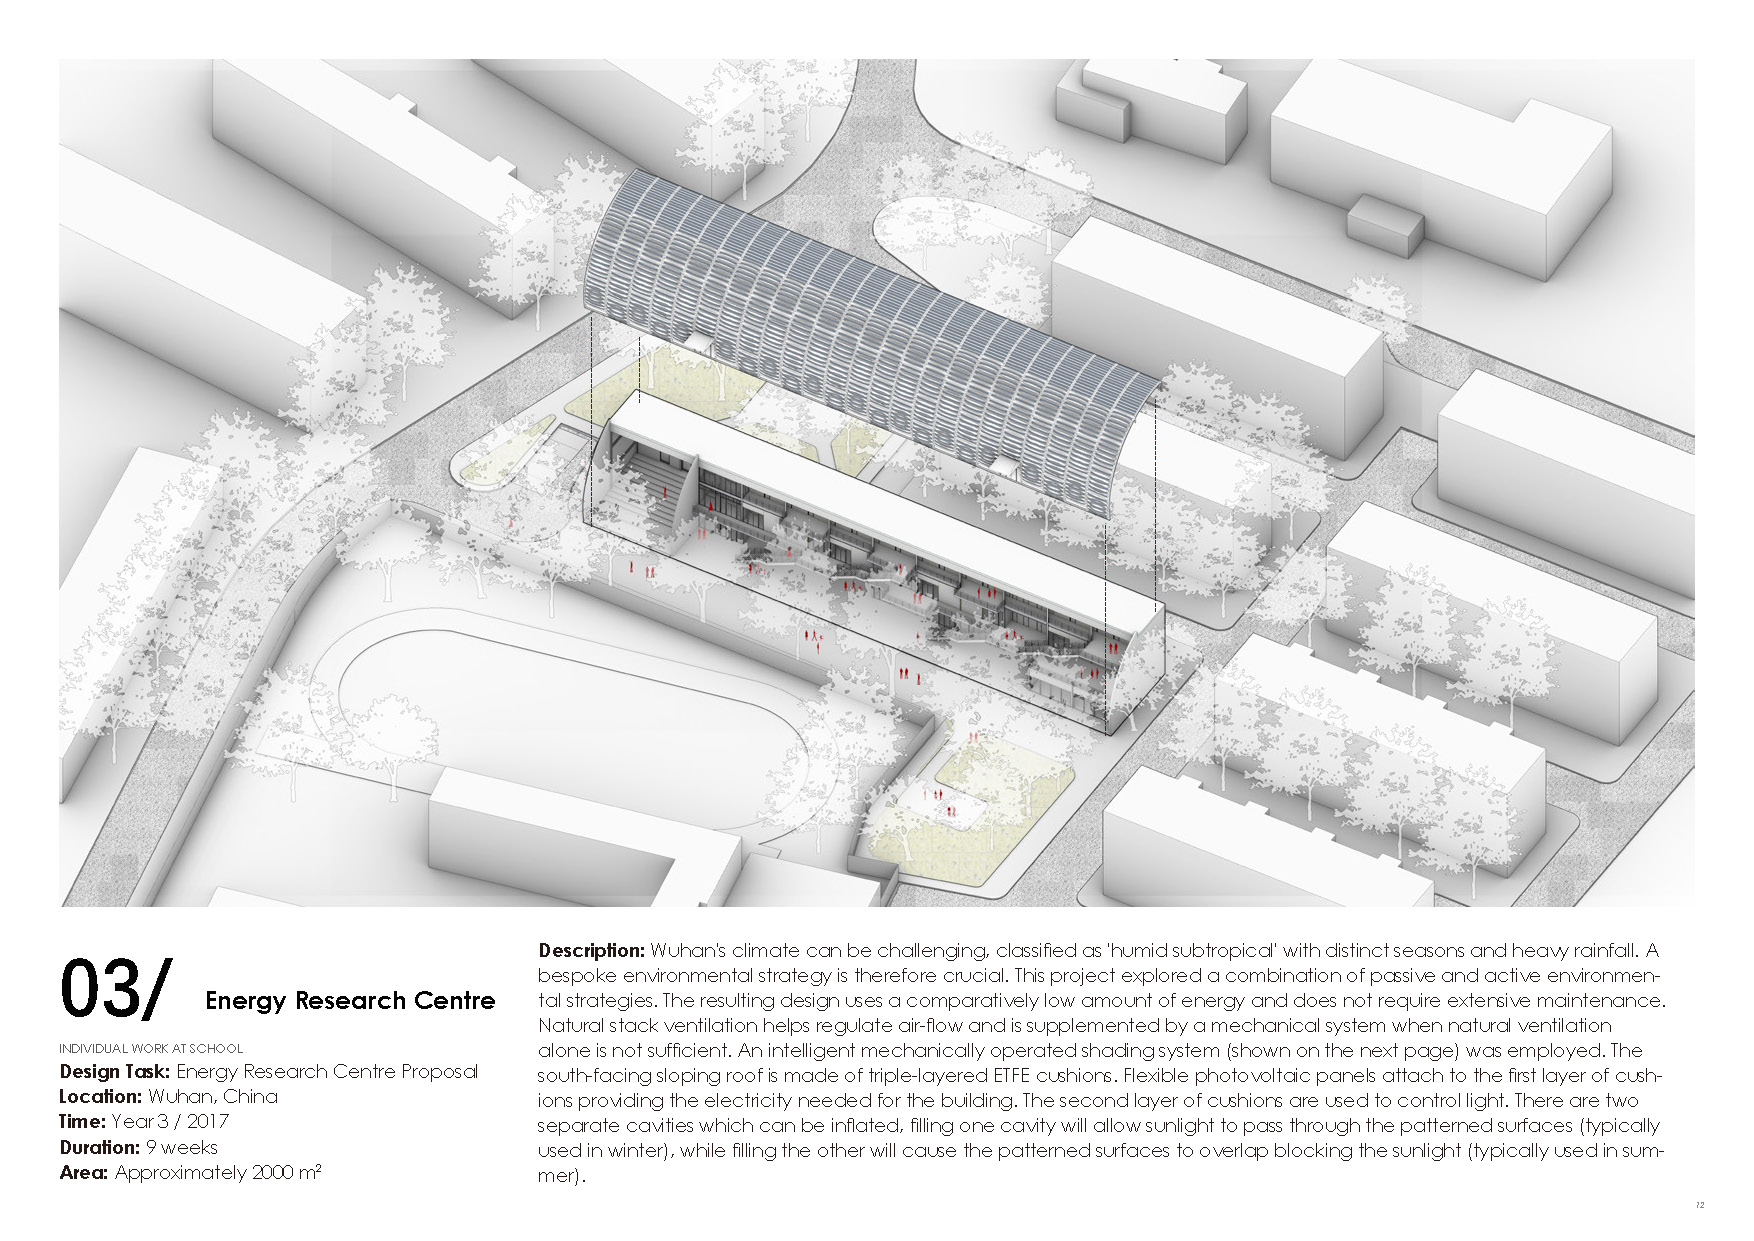 03/ Energy Research Centre
INDIVIDUAL WORK AT SCHOOL
Design Task: Energy Research Centre Proposal
Location: Wuhan, China
Time: Year 3 / 2017
Duration: 9 weeks
Area: Approximately 2000 m²
Description: Wuhan's climate can be challenging, classified as 'humid subtropical' with distinct seasons and heavy rainfall. A
bespoke environmental strategy is therefore crucial. This project explored a combination of passive and active environmen-
tal strategies. The resulting design uses a comparatively low amount of energy and does not require extensive maintenance.
Natural stack ventilation helps regulate air-flow and is supplemented by a mechanical system when natural ventilation
alone is not sufficient. An intelligent mechanically operated shading system (shown on the next page) was employed. The
south-facing sloping roof is made of triple-layered ETFE cushions. Flexible photovoltaic panels attach to the first layer of cush-
ions providing the electricity needed for the building. The second layer of cushions are used to control light. There are two
separate cavities which can be inflated, filling one cavity will allow sunlight to pass through the patterned surfaces (typically
used in winter), while filling the other will cause the patterned surfaces to overlap blocking the sunlight (typically used in sum-
mer).
12